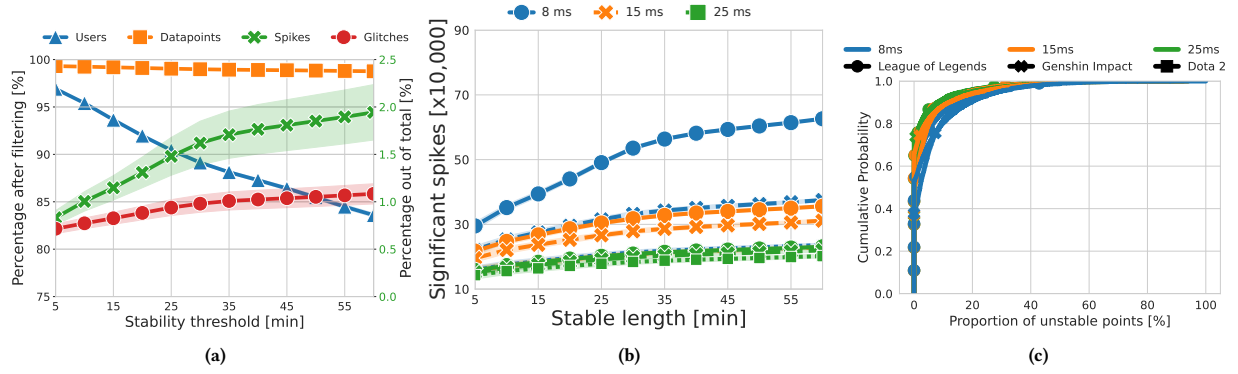 Users Datapoints Spikes Glitches
Percentage after filtering [%]
100
95
90
85
80
75
2.5
2.0
1.5
1.0
0.5
0.0
Percentage out of total [%]
5 15 25 35 45 55
Stability threshold [min]
(a)
8 ms 15 ms 25 ms
Significant spikes [x10,000]
90
70
50
30
10
5 15 25 35 45 55
Stable length [min]
(b)
8ms 15ms 25ms
League of Legends Genshin Impact Dota 2
Cumulative Probability
1.0
0.8
0.6
0.4
0.2
0.0
0 20 40 60 80 100
Proportion of unstable points [%]
(c)